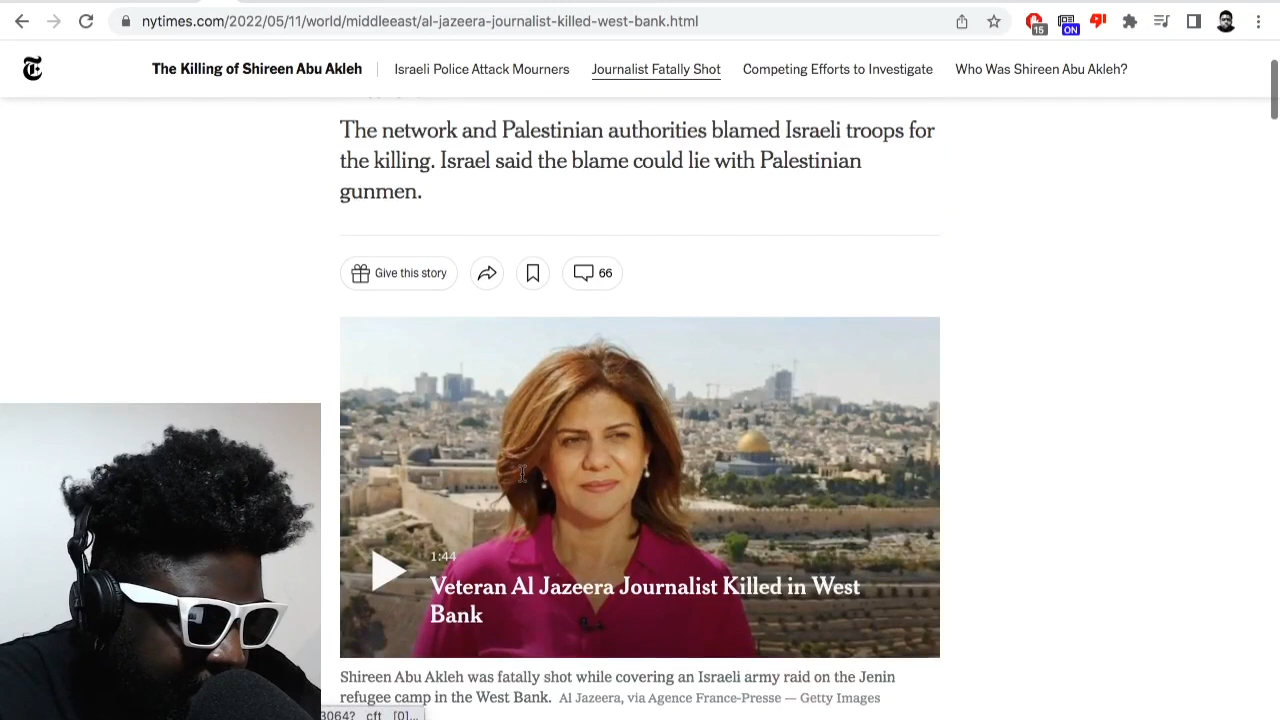 nytimes.com/2022/05/11/world/middleeast/al-jazeera-journalist-killed-west-bank.html
15
ON
The Killing of Shireen Abu Akleh
Israeli Police Attack Mourners
Journalist Fatally Shot
Competing Efforts to Investigate
Who Was Shireen Abu Akleh?
The network and Palestinian authorities blamed Israeli troops for
the killing. Israel said the blame could lie with Palestinian
gunmen.
Give this story
66
1:44
Veteran Al Jazeera Journalist Killed in West
Bank
Shireen Abu Akleh was fatally shot while covering an Israeli army raid on the Jenin
refugee camp in the West Bank. Al Jazeera, via Agence France-Presse — Getty Images
3064?__cft__[0]...